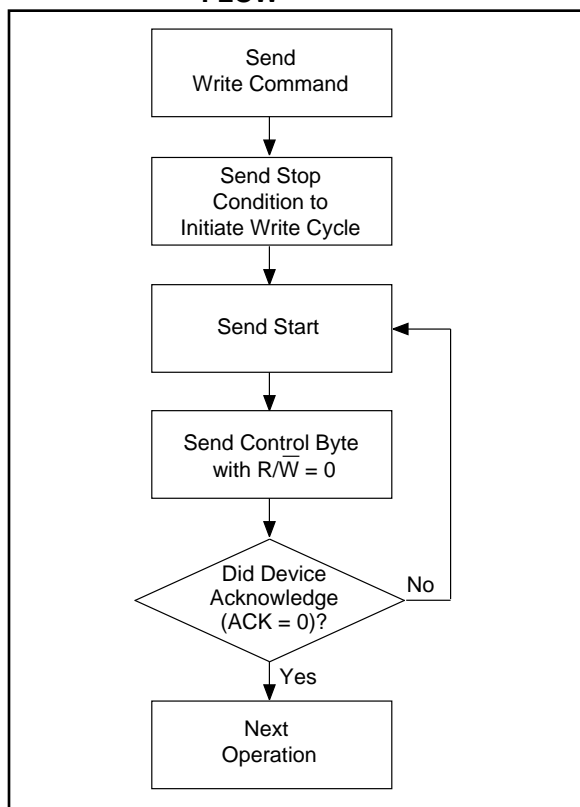 Send
Write Command
Send Stop
Condition to
Initiate Write Cycle
Send Start
Send Control Byte
with R/W̅ = 0
Did Device
Acknowledge
(ACK = 0)?
No
Yes
Next
Operation